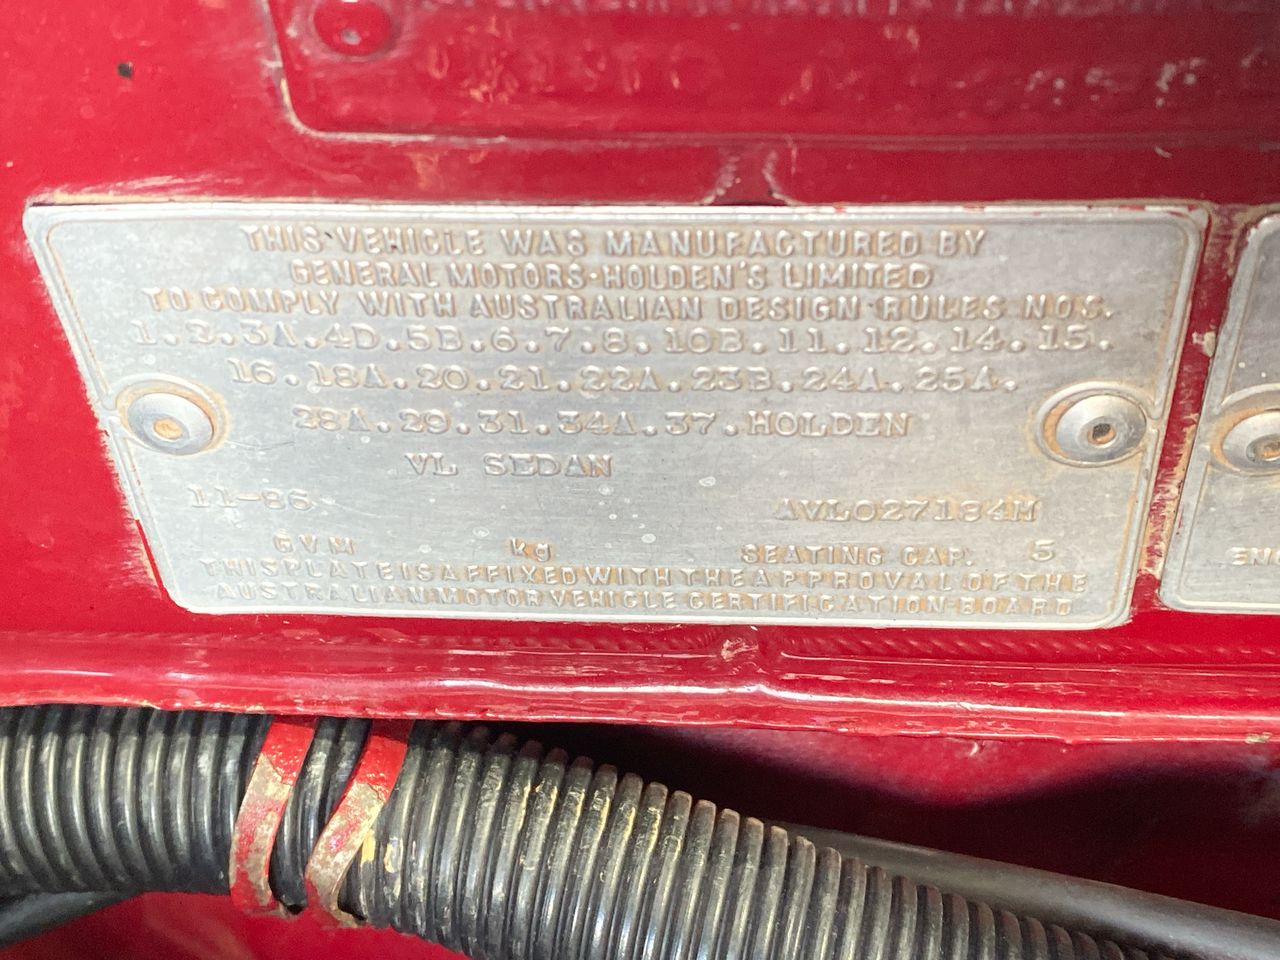 THIS VEHICLE WAS MANUFACTURED BY
GENERAL MOTORS-HOLDEN'S LIMITED
TO COMPLY WITH AUSTRALIAN DESIGN RULES NOS.
1.2.3A.4D.5B.6.7.8.10B.11.12.14.15.
16.18A.20.21.22A.23B.24A.25A.
28A.29.31.34A.37.HOLDEN
VL SEDAN
11-86 AVL027184M
GVM kg SEATING CAP. 5
THIS PLATE IS AFFIXED WITH THE APPROVAL OF THE
AUSTRALIAN MOTOR VEHICLE CERTIFICATION BOARD